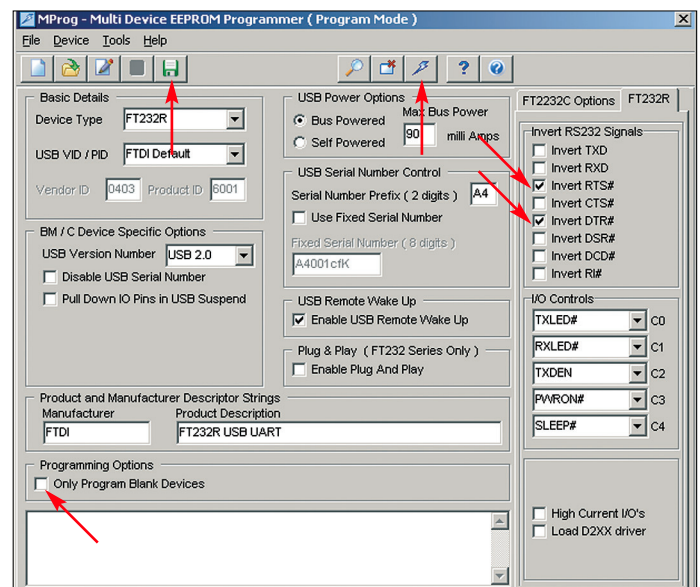 MProg - Multi Device EEPROM Programmer ( Program Mode )
File Device Tools Help
Basic Details
Device Type FT232R
USB VID / PID FTDI Default
Vendor ID 0403 Product ID 6001
BM / C Device Specific Options
USB Version Number USB 2.0
Disable USB Serial Number
Pull Down IO Pins in USB Suspend
USB Power Options
Bus Powered
Self Powered
Max Bus Power
90 milli Amps
USB Serial Number Control
Serial Number Prefix ( 2 digits ) A4
Use Fixed Serial Number
Fixed Serial Number ( 8 digits )
A4001cfK
USB Remote Wake Up
Enable USB Remote Wake Up
Plug & Play ( FT232 Series Only )
Enable Plug And Play
Product and Manufacturer Descriptor Strings
Manufacturer Product Description
FTDI FT232R USB UART
Programming Options
Only Program Blank Devices
FT2232C Options FT232R
Invert RS232 Signals
Invert TXD
Invert RXD
Invert RTS#
Invert CTS#
Invert DTR#
Invert DSR#
Invert DCD#
Invert RI#
I/O Controls
TXLED# C0
RXLED# C1
TXDEN C2
PWRON# C3
SLEEP# C4
High Current I/O's
Load D2XX driver